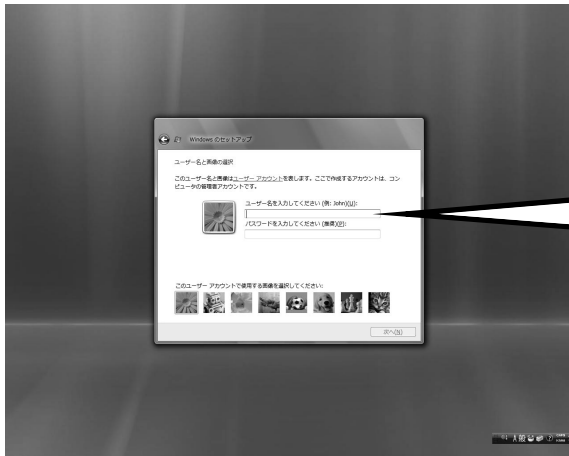 Windows のセットアップ
ユーザー名と画像の選択
このユーザー名と画像はユーザー アカウントを表します。ここで作成するアカウントは、コン
ピュータの管理者アカウントです。
ユーザー名を入力してください (例: John)(U):
パスワードを入力してください (推奨)(P):
このユーザー アカウントで使用する画像を選択してください:
次へ(N)
A 般